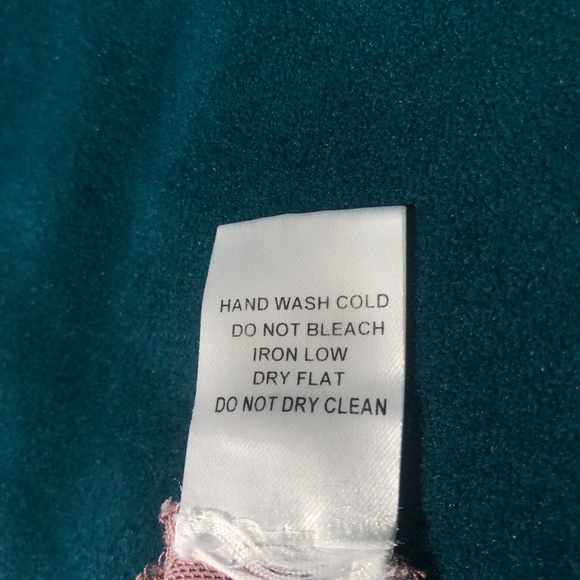 HAND WASH COLD
DO NOT BLEACH
IRON LOW
DRY FLAT
DO NOT DRY CLEAN